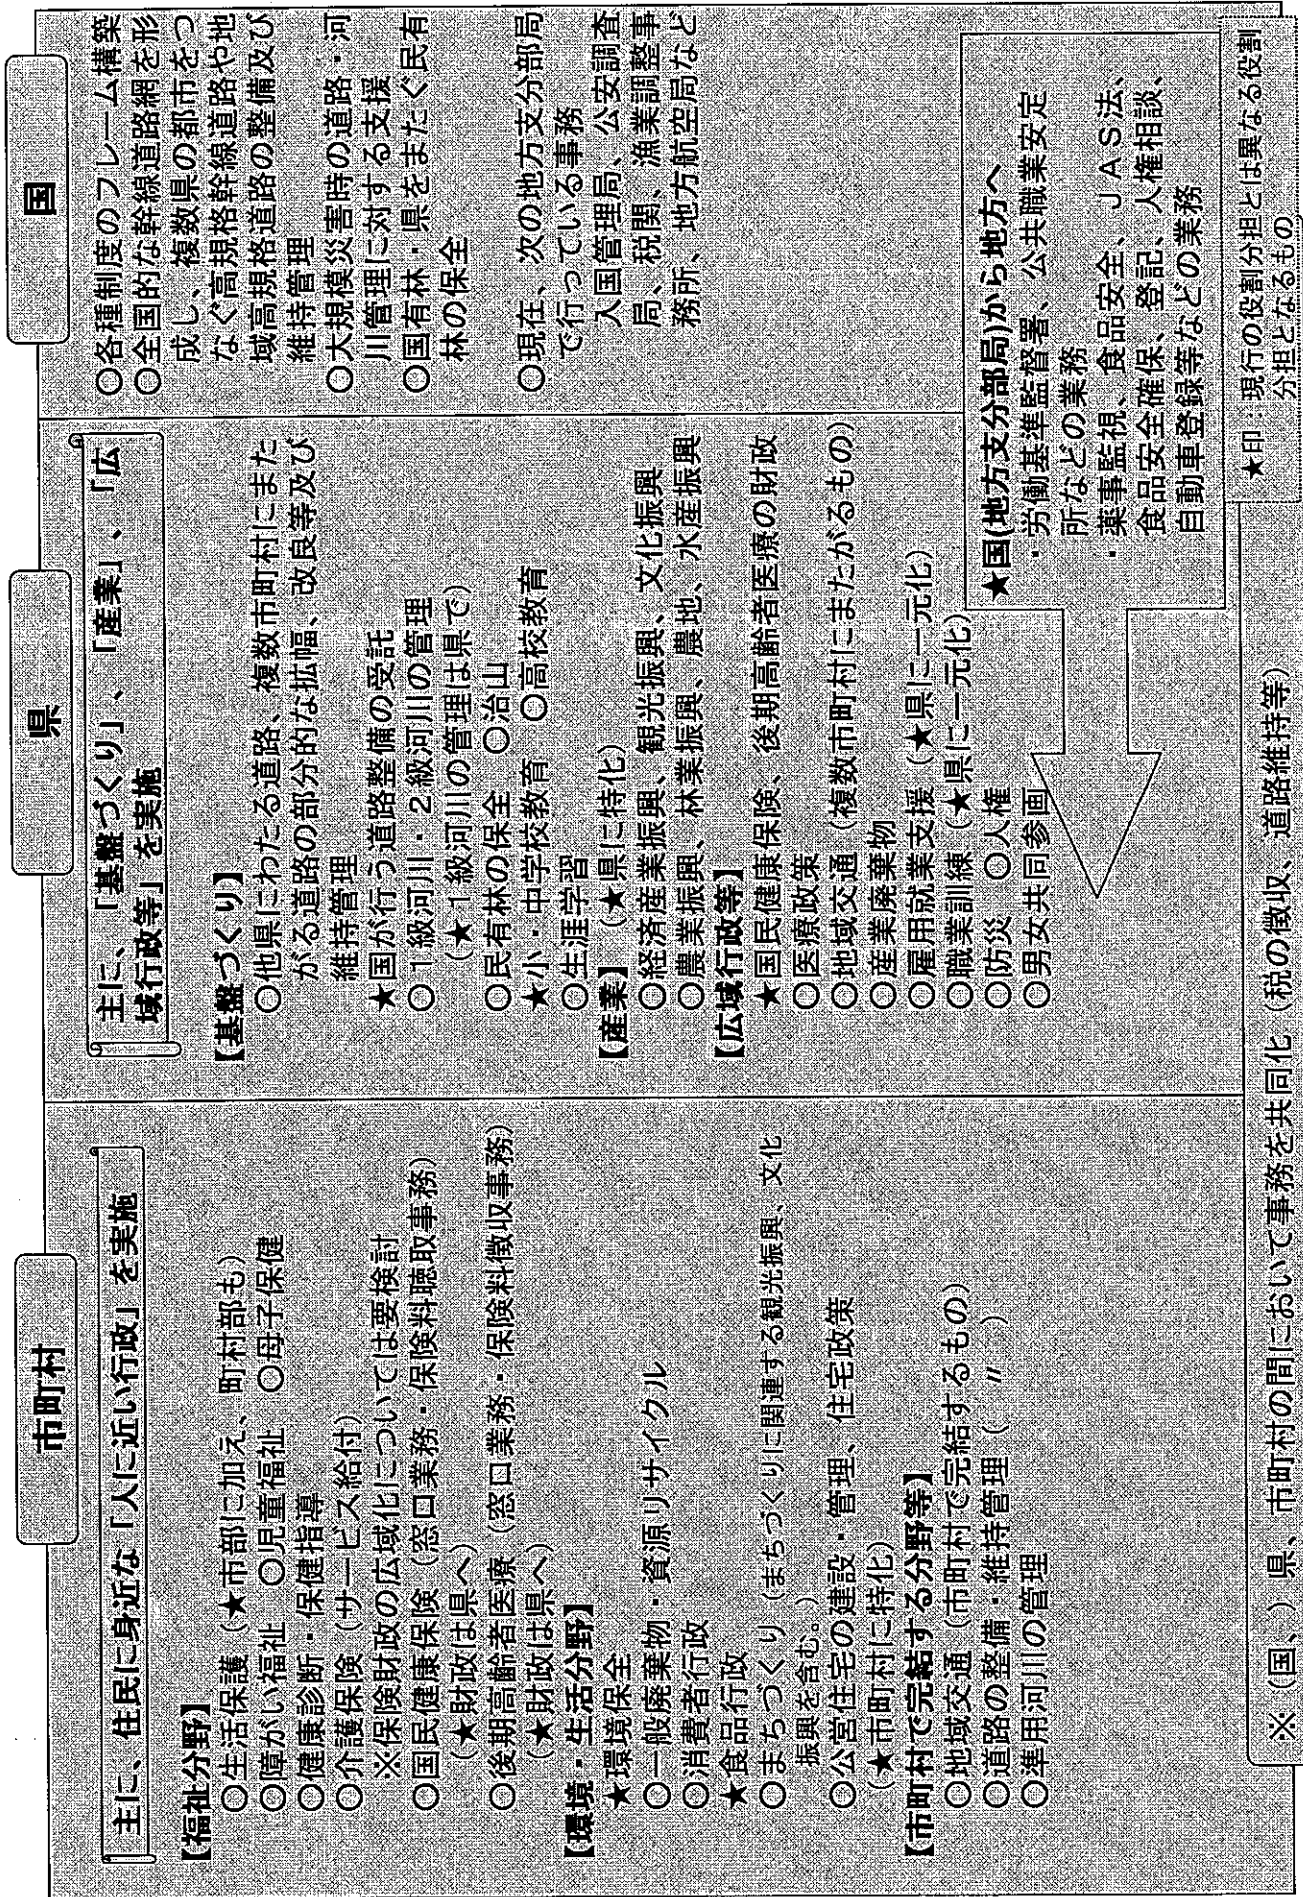 市町村
主に、住民に身近な「人に近い行政」を実施
【福祉分野】
○生活保護（★市部に加え、町村部も）
○障がい福祉 ○児童福祉 ○母子保健
○健康診断・保健指導
○介護保険（サービス給付）
※保険財政の広域化については要検討
○国民健康保険（窓口業務・保険料聴取事務）
（★財政は県へ）
○後期高齢者医療（窓口業務・保険料徴収事務）
（★財政は県へ）
【環境・生活分野】
★環境保全
○一般廃棄物・資源リサイクル
○消費者行政
★食品行政
○まちづくり（まちづくりに関連する観光振興、文化
振興を含む。）
○公営住宅の建設・管理、住宅政策
（★市町村に特化）
【市町村で完結する分野等】
○地域交通（市町村で完結するもの）
○道路の整備・維持管理（ 〃 ）
○準用河川の管理
県
主に、「基盤づくり」、「産業」、「広
域行政等」を実施
【基盤づくり】
○他県にわたる道路、複数市町村にまた
がる道路の部分的な拡幅、改良等及び
維持管理
★国が行う道路整備の受託
○１級河川・２級河川の管理
（★１級河川の管理は県で）
○民有林の保全 ○治山
★小・中学校教育 ○高校教育
○生涯学習
【産業】（★県に特化）
○経済産業振興、観光振興、文化振興
○農業振興、林業振興、農地、水産振興
【広域行政等】
★国民健康保険、後期高齢者医療の財政
○医療政策
○地域交通（複数市町村にまたがるもの）
○産業廃棄物
○雇用就業支援（★県に一元化）
○職業訓練（★県に一元化）
○防災 ○人権
○男女共同参画
国
○各種制度のフレーム構築
○全国的な幹線道路網を形
成し、複数県の都市をつ
なぐ高規格幹線道路や地
域高規格道路の整備及び
維持管理
○大規模災害時の道路・河
川管理に対する支援
○国有林・県をまたぐ民有
林の保全
○現在、次の地方支分部局
で行っている事務
入国管理局、公安調査
局、税関、漁業調整事
務所、地方航空局など
★国(地方支分部局)から地方へ
・労働基準監督署、公共職業安定
所などの業務
・薬事監視、食品安全、ＪＡＳ法、
食品安全確保、登記、人権相談、
自動車登録等などの業務
※（国、）県、市町村の間において事務を共同化（税の徴収、道路維持等）
★印：現行の役割分担とは異なる役割
分担となるもの